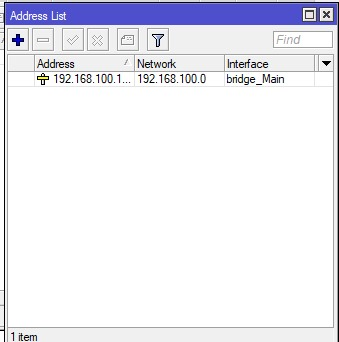 Address List
Find
Address Network Interface
192.168.100.1... 192.168.100.0 bridge_Main
1 item